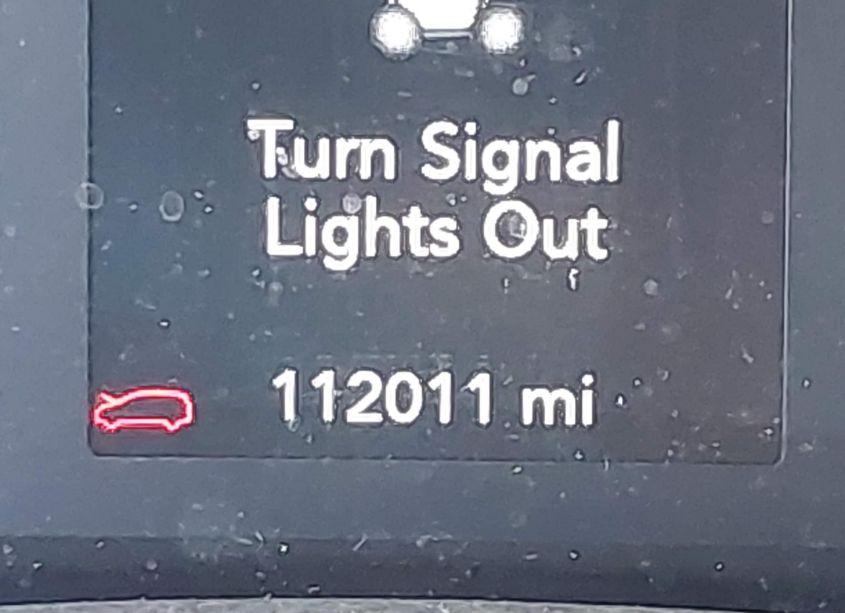 Turn Signal
Lights Out
112011 mi